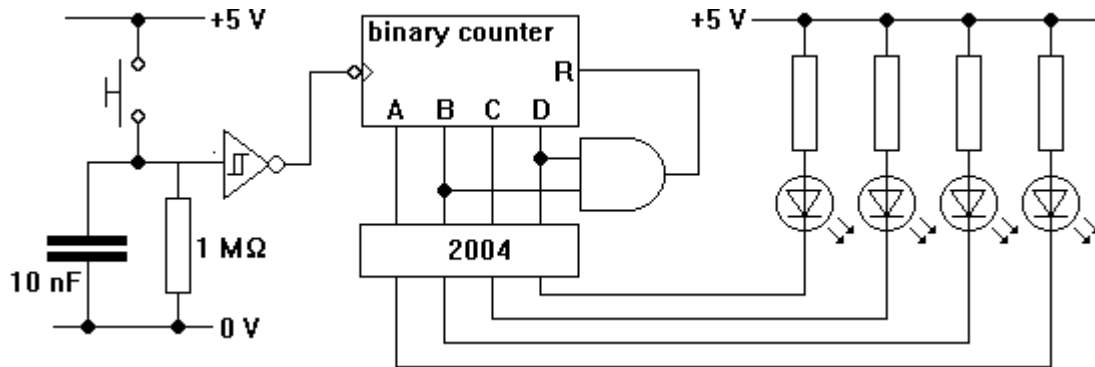 +5 V
+5 V
binary counter
R
A B C D
2004
1 MΩ
10 nF
0 V